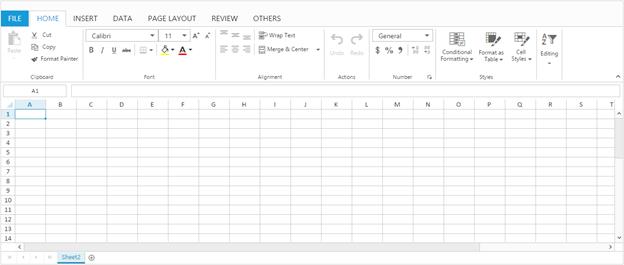 FILE HOME INSERT DATA PAGE LAYOUT REVIEW OTHERS
Paste
Cut
Copy
Format Painter
Clipboard
Calibri 11 A A
B I U abc A
Font
Wrap Text
Merge & Center
Alignment
Undo Redo
Actions
General
$ % ,
Number
Conditional Formatting
Format as Table
Cell Styles
Styles
A Z
Editing
A1
A B C D E F G H I J K L M N O P Q R S T
1
2
3
4
5
6
7
8
9
10
11
12
13
14
Sheet2